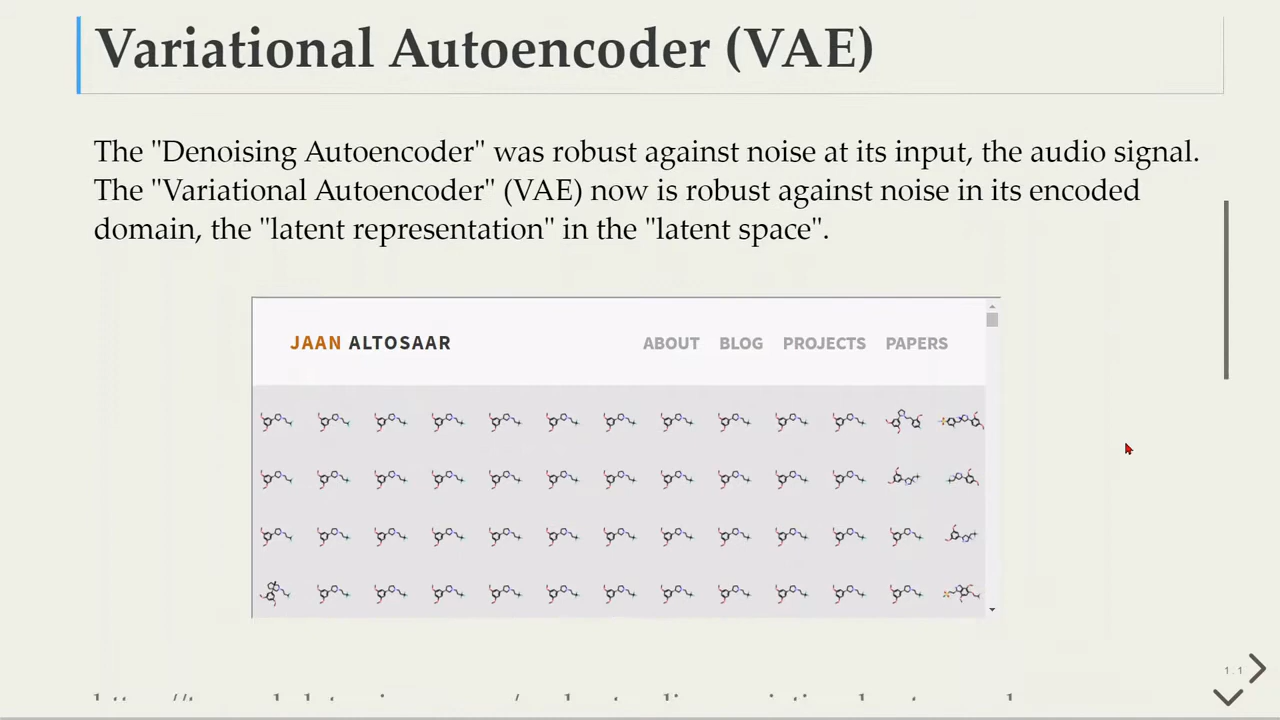 Variational Autoencoder (VAE)
The "Denoising Autoencoder" was robust against noise at its input, the audio signal.
The "Variational Autoencoder" (VAE) now is robust against noise in its encoded
domain, the "latent representation" in the "latent space".
JAAN ALTOSAAR ABOUT BLOG PROJECTS PAPERS
1.1